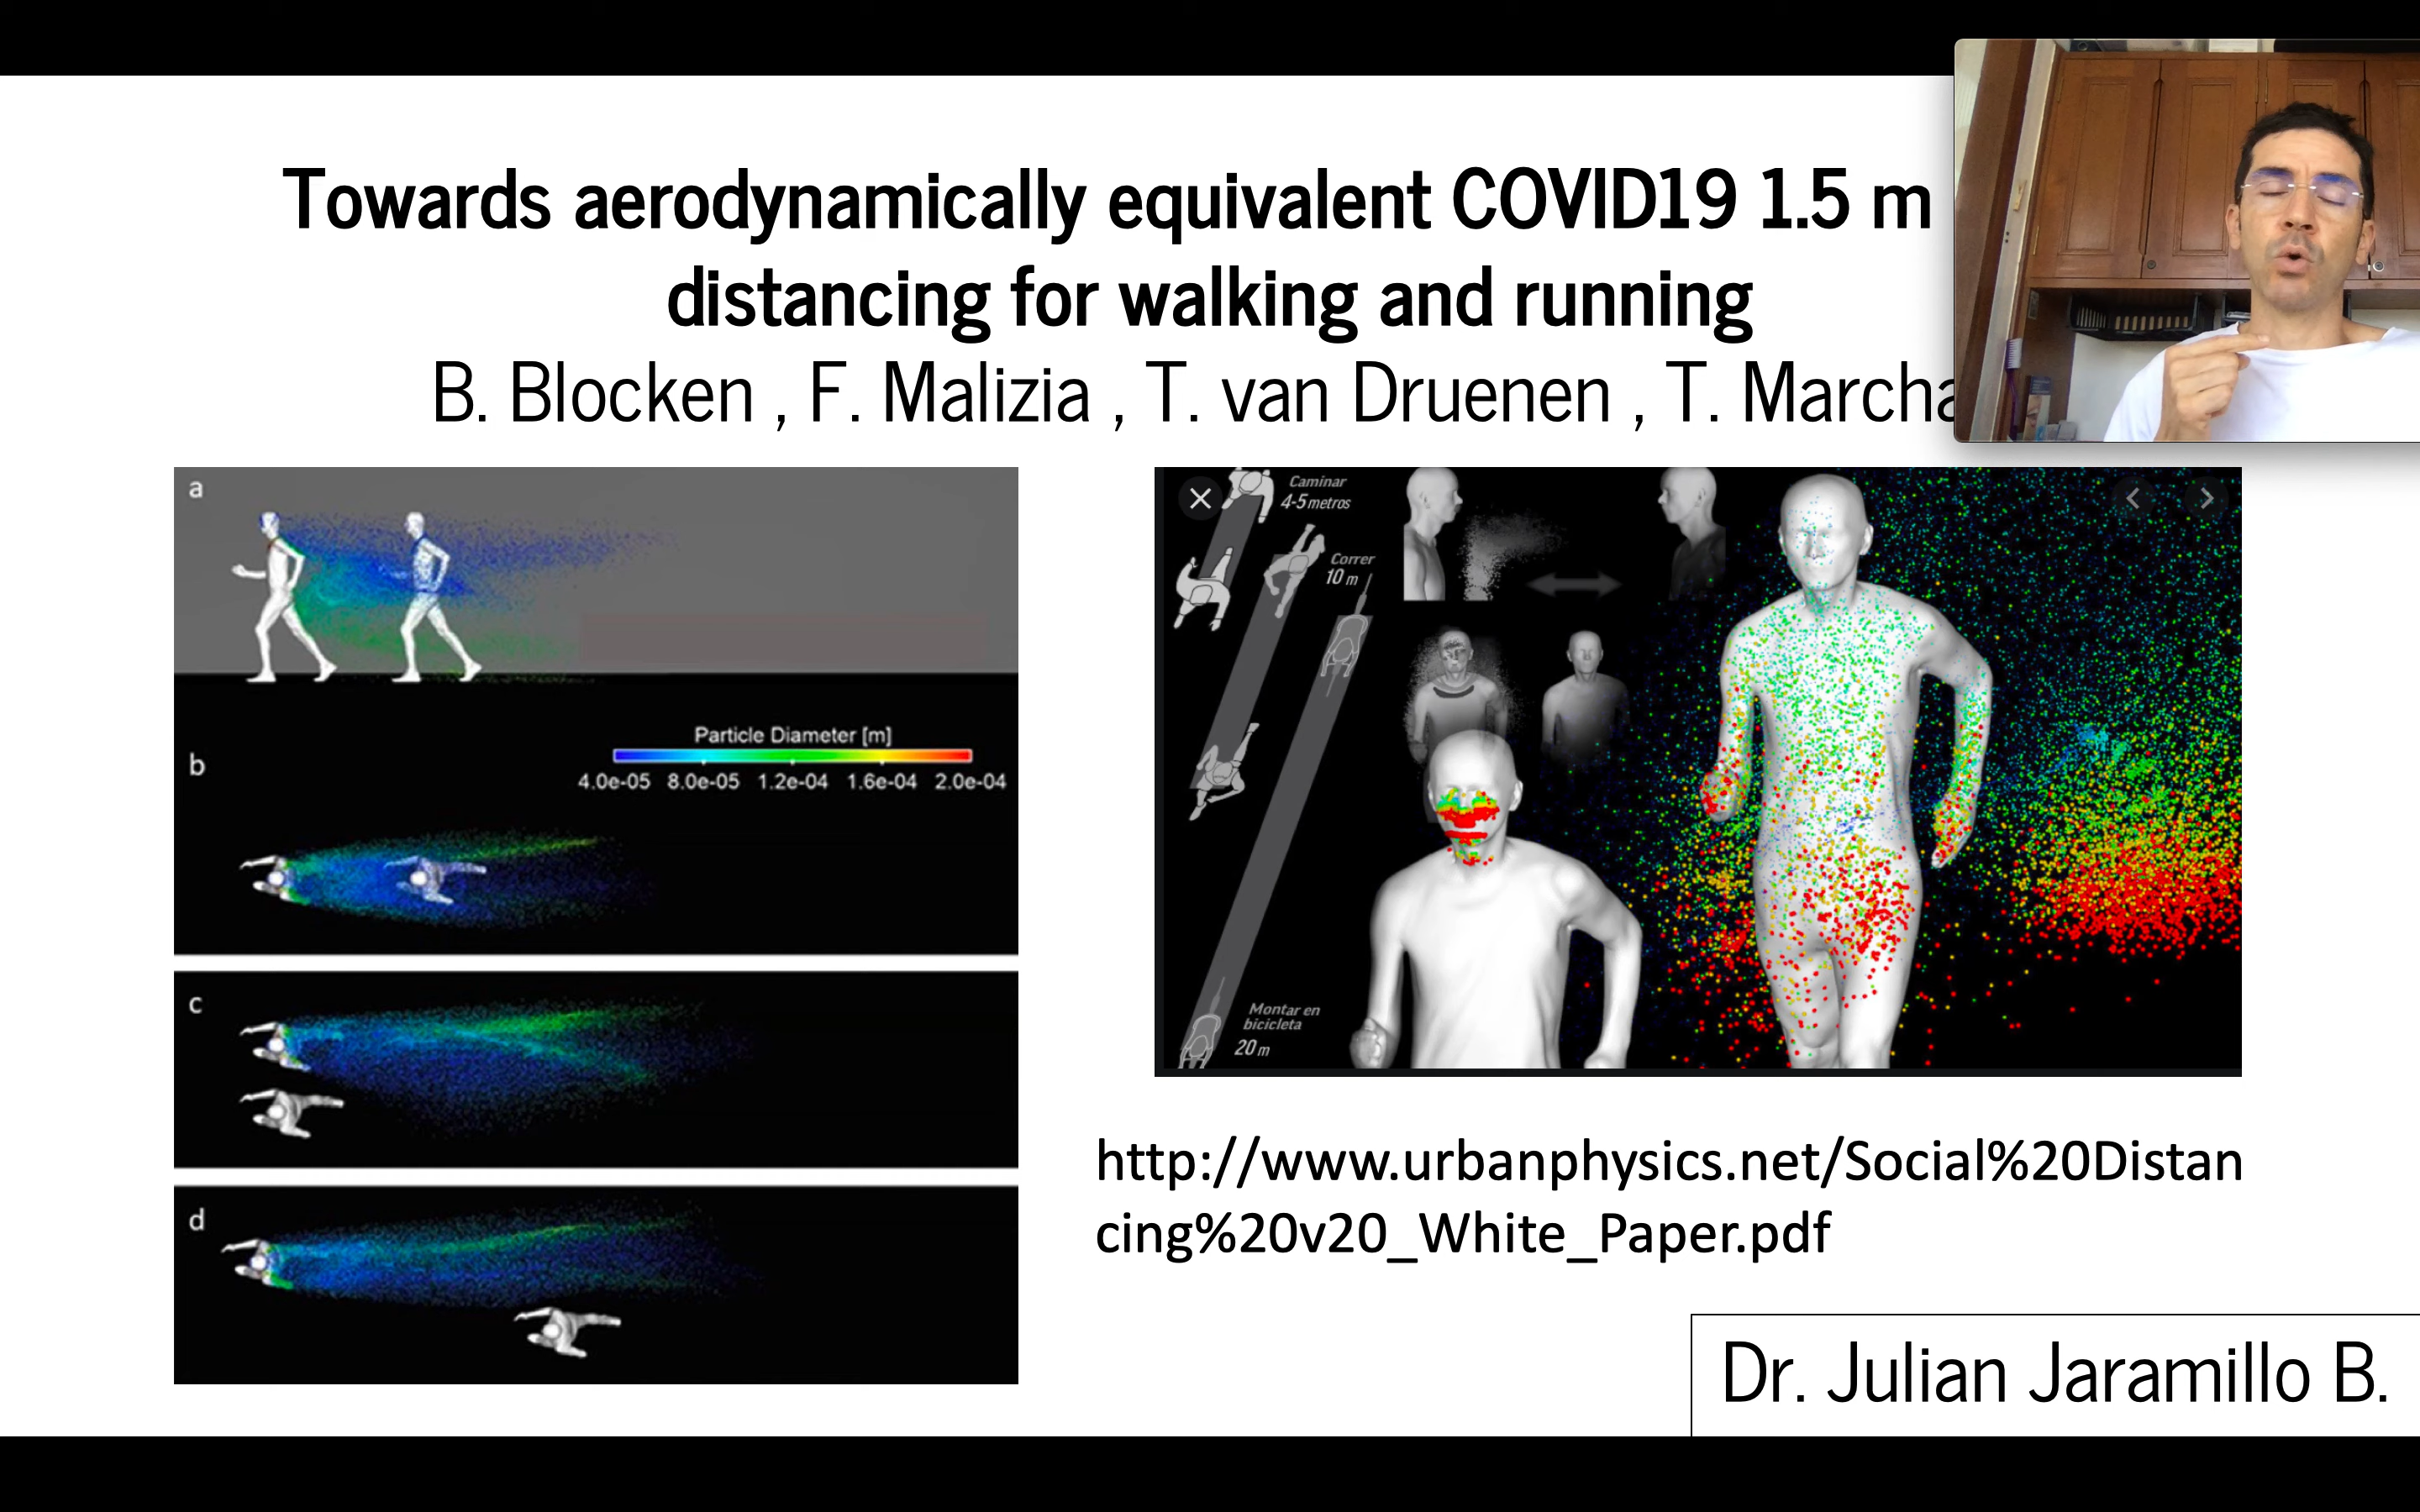 Towards aerodynamically equivalent COVID19 1.5 m
distancing for walking and running
B. Blocken , F. Malizia , T. van Druenen , T.
a
Particle Diameter [m]
4.0e-05 8.0e-05 1.2e-04 1.6e-04 2.0e-04
b
c
d
Caminar
4-5 metros
Correr
10 m
Montar en
bicicleta
20 m
http://www.urbanphysics.net/Social%20Distan
cing%20v20_White_Paper.pdf
Dr. Julian Jaramillo B.